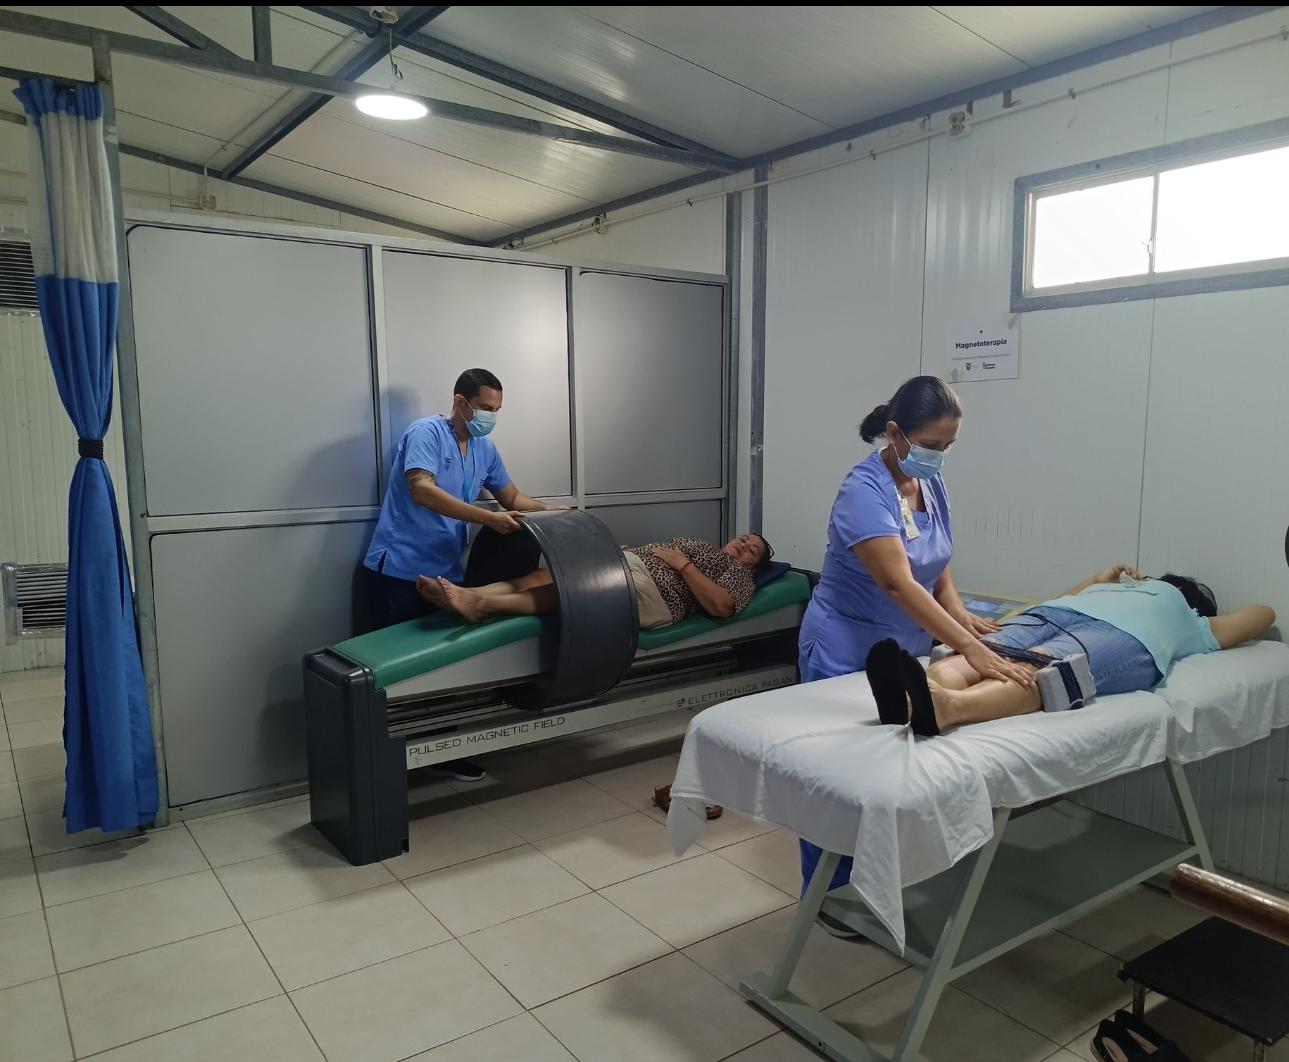 Magnetoterapia
PULSED MAGNETIC FIELD
ELETTRONICA PAGANI